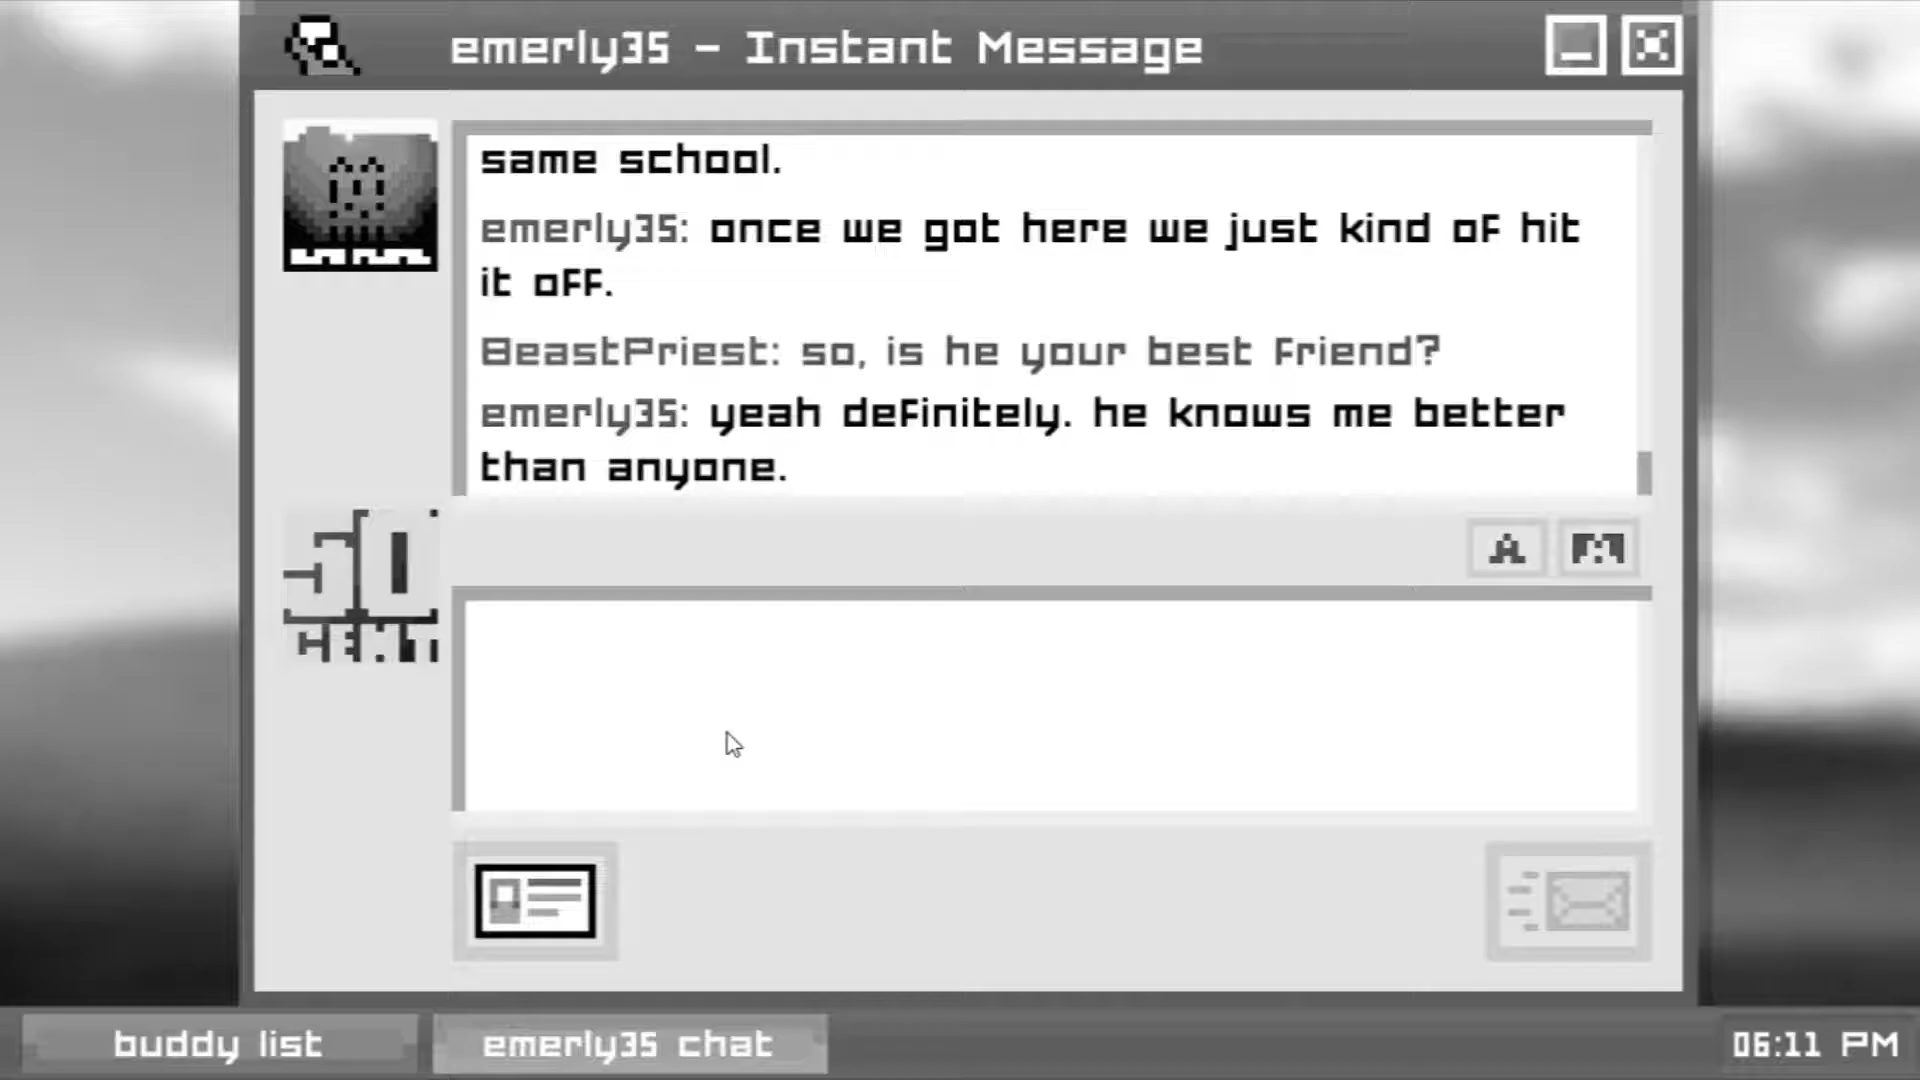 emerly35 – Instant Message
same school.
emerly35: once we got here we just kind of hit
it off.
BeastPriest: so, is he your best friend?
emerly35: yeah definitely. he knows me better
than anyone.
A
buddy list
emerly35 chat
06:11 PM